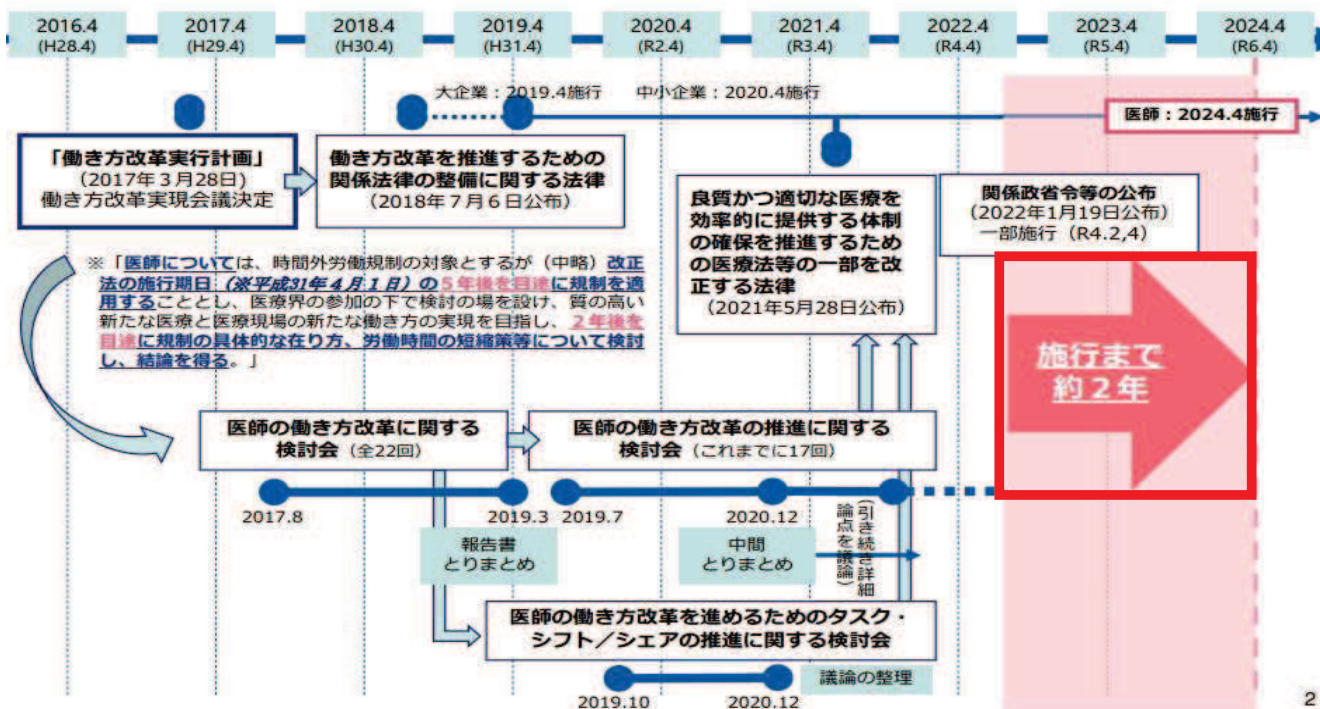 2016.4
(H28.4)
2017.4
(H29.4)
2018.4
(H30.4)
2019.4
(H31.4)
2020.4
(R2.4)
2021.4
(R3.4)
2022.4
(R4.4)
2023.4
(R5.4)
2024.4
(R6.4)
大企業：2019.4施行 中小企業：2020.4施行
医師：2024.4施行
「働き方改革実行計画」
(2017年３月28日)
働き方改革実現会議決定
働き方改革を推進するための
関係法律の整備に関する法律
（2018年７月６日公布）
良質かつ適切な医療を
効率的に提供する体制
の確保を推進するため
の医療法等の一部を改
正する法律
（2021年5月28日公布）
関係政省令等の公布
（2022年1月19日公布）
一部施行（R4.2,4）
※「医師については、時間外労働規制の対象とするが（中略）改正
法の施行期日（※平成31年４月１日）の５年後を目途に規制を適
用することとし、医療界の参加の下で検討の場を設け、質の高い
新たな医療と医療現場の新たな働き方の実現を目指し、２年後を
目途に規制の具体的な在り方、労働時間の短縮策等について検討
し、結論を得る。」
施行まで
約２年
医師の働き方改革に関する
検討会（全22回）
医師の働き方改革の推進に関する
検討会（これまでに17回）
2017.8
2019.3
2019.7
2020.12
報告書
とりまとめ
中間
とりまとめ
（引き続き詳細
論点を議論）
医師の働き方改革を進めるためのタスク・
シフト／シェアの推進に関する検討会
2019.10
2020.12
議論の整理
2